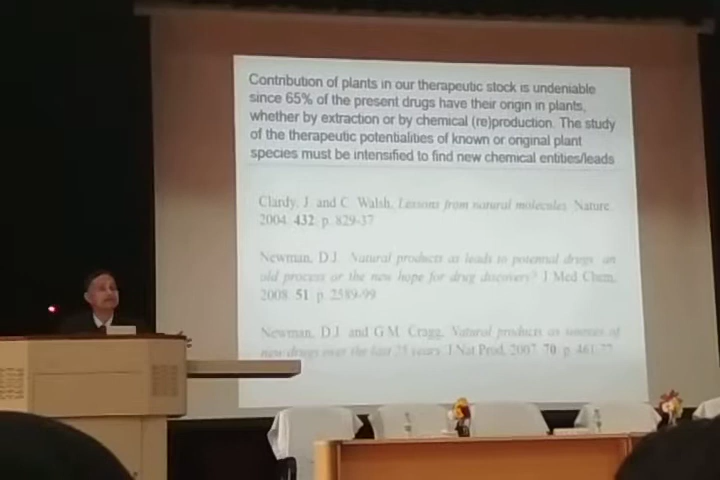 Contribution of plants in our therapeutic stock is undeniable
since 65% of the present drugs have their origin in plants,
whether by extraction or by chemical (re)production. The study
of the therapeutic potentialities of known or original plant
species must be intensified to find new chemical entities/leads
Clardy, J. and C. Walsh, Lessons from natural molecules. Nature,
2004. 432: p. 829-37
Newman, D.J., Natural products as leads to potential drugs: an
old process or the new hope for drug discovery? J Med Chem,
2008. 51: p. 2589-99
Newman, D.J. and G.M. Cragg, Natural products as sources of
new drugs over the last 25 years. J Nat Prod, 2007. 70: p. 461-77